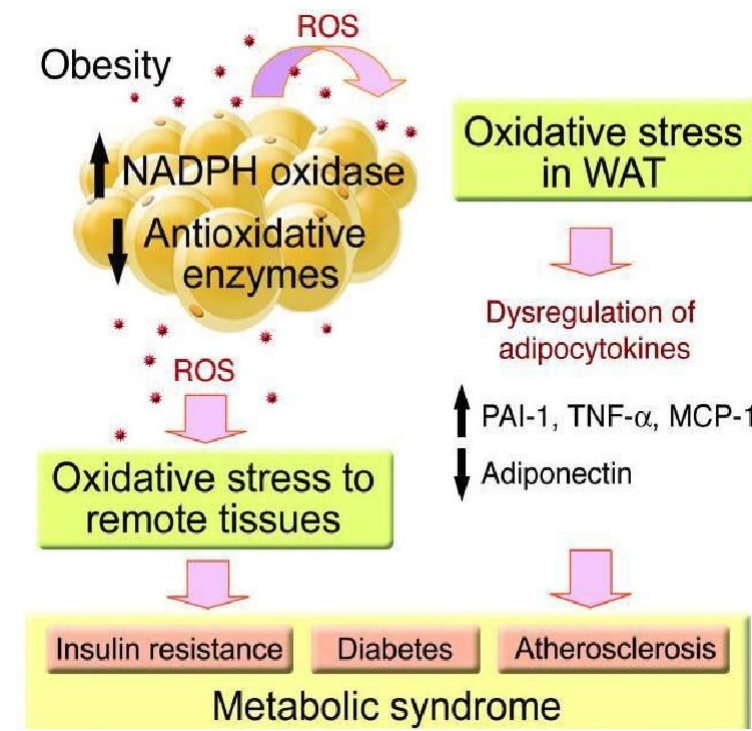 ROS
Obesity
NADPH oxidase
Antioxidative
enzymes
Oxidative stress
in WAT
Dysregulation of
adipocytokines
PAI-1, TNF-α, MCP-1
Adiponectin
ROS
Oxidative stress to
remote tissues
Insulin resistance
Diabetes
Atherosclerosis
Metabolic syndrome